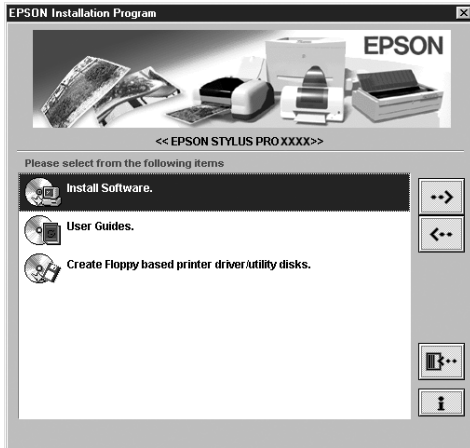 EPSON Installation Program
EPSON
<< EPSON STYLUS PRO XXXX>>
Please select from the following items
Install Software.
User Guides.
Create Floppy based printer driver/utility disks.